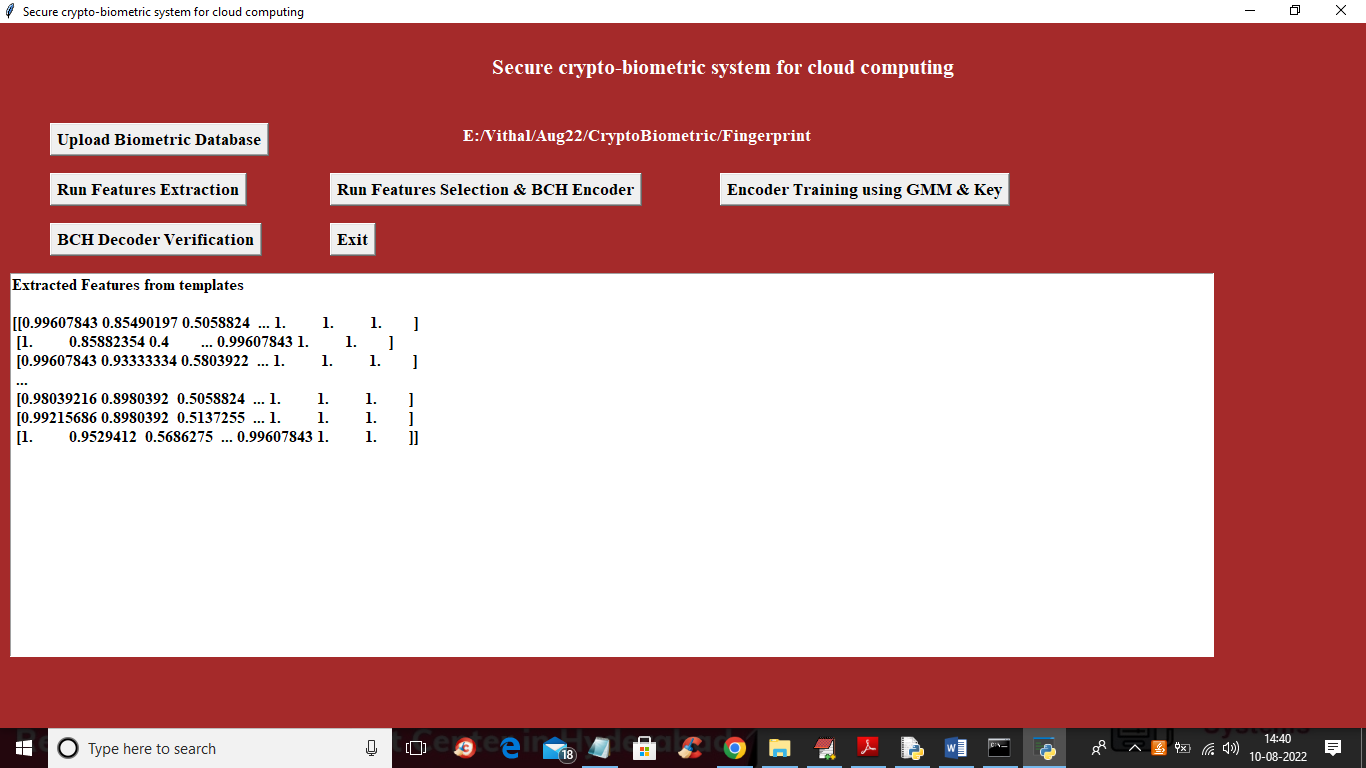 Secure crypto-biometric system for cloud computing
Secure crypto-biometric system for cloud computing
Upload Biometric Database
E:/Vithal/Aug22/CryptoBiometric/Fingerprint
Run Features Extraction
Run Features Selection & BCH Encoder
Encoder Training using GMM & Key
BCH Decoder Verification
Exit
Extracted Features from templates
[[0.99607843 0.85490197 0.5058824 ... 1. 1. 1. ]
[1. 0.85882354 0.4 ... 0.99607843 1. 1. ]
[0.99607843 0.93333334 0.5803922 ... 1. 1. 1. ]
...
[0.98039216 0.8980392 0.5058824 ... 1. 1. 1. ]
[0.99215686 0.8980392 0.5137255 ... 1. 1. 1. ]
[1. 0.9529412 0.5686275 ... 0.99607843 1. 1. ]]
Type here to search
18
14:40
10-08-2022